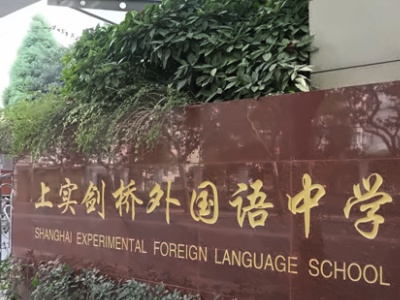 上实剑桥外国语中学
SHANGHAI EXPERIMENTAL FOREIGN LANGUAGE SCHOOL